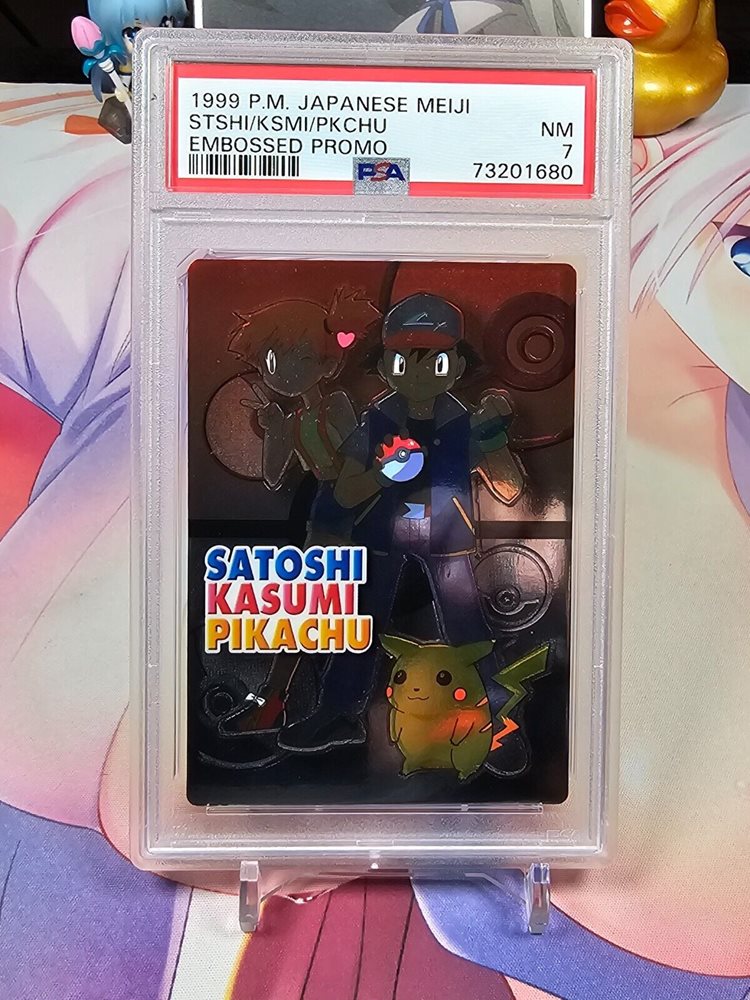 1999 P.M. JAPANESE MEIJI
STSHI/KSMI/PKCHU NM
EMBOSSED PROMO 7
PSA 73201680
SATOSHI
KASUMI
PIKACHU